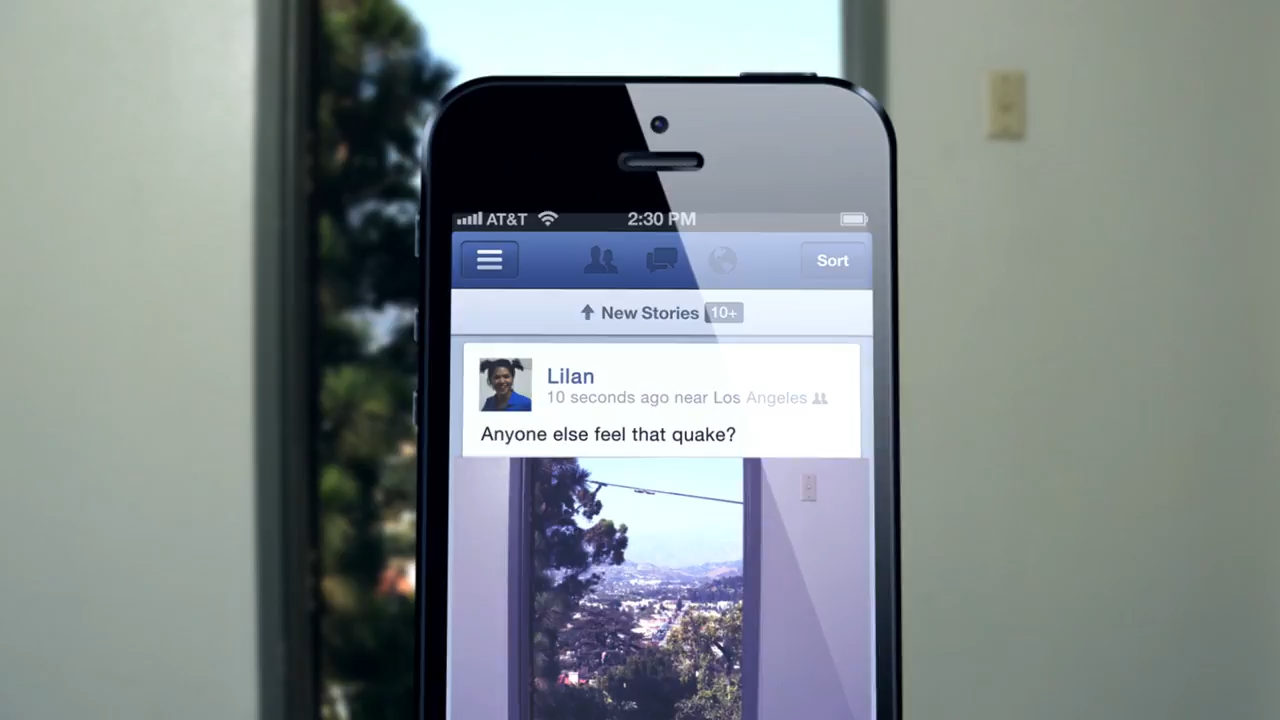 AT&T 2:30 PM
Sort
New Stories 10+
Lilan
10 seconds ago near Los Angeles
Anyone else feel that quake?